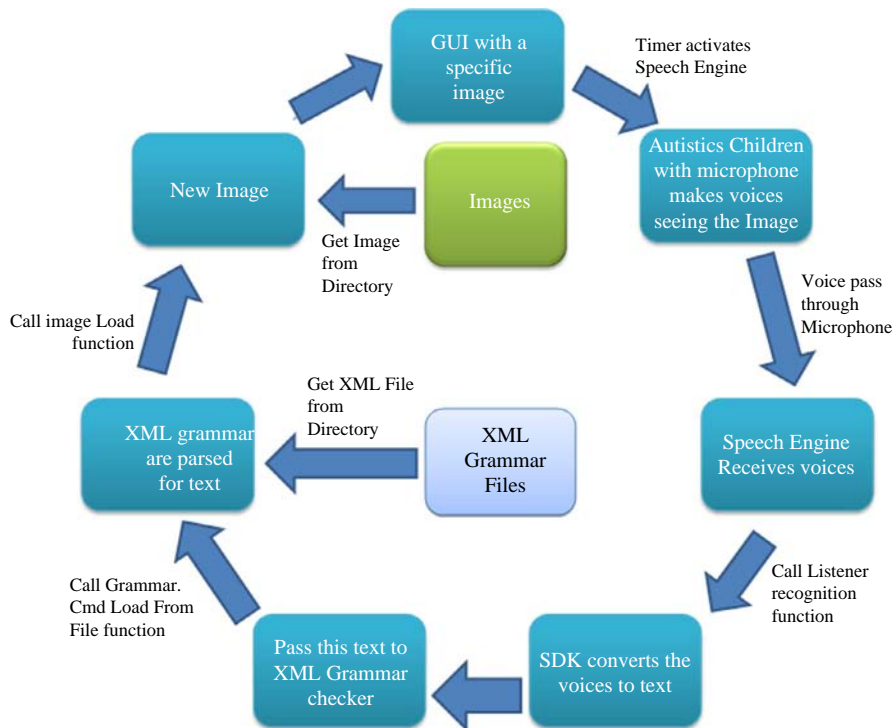 GUI with a
specific
image
Timer activates
Speech Engine
Autistics Children
with microphone
makes voices
seeing the Image
Voice pass
through
Microphone
Speech Engine
Receives voices
Call Listener
recognition
function
SDK converts the
voices to text
Pass this text to
XML Grammar
checker
Call Grammar.
Cmd Load From
File function
XML grammar
are parsed
for text
Get XML File
from
Directory
XML
Grammar
Files
Call image Load
function
New Image
Get Image
from
Directory
Images